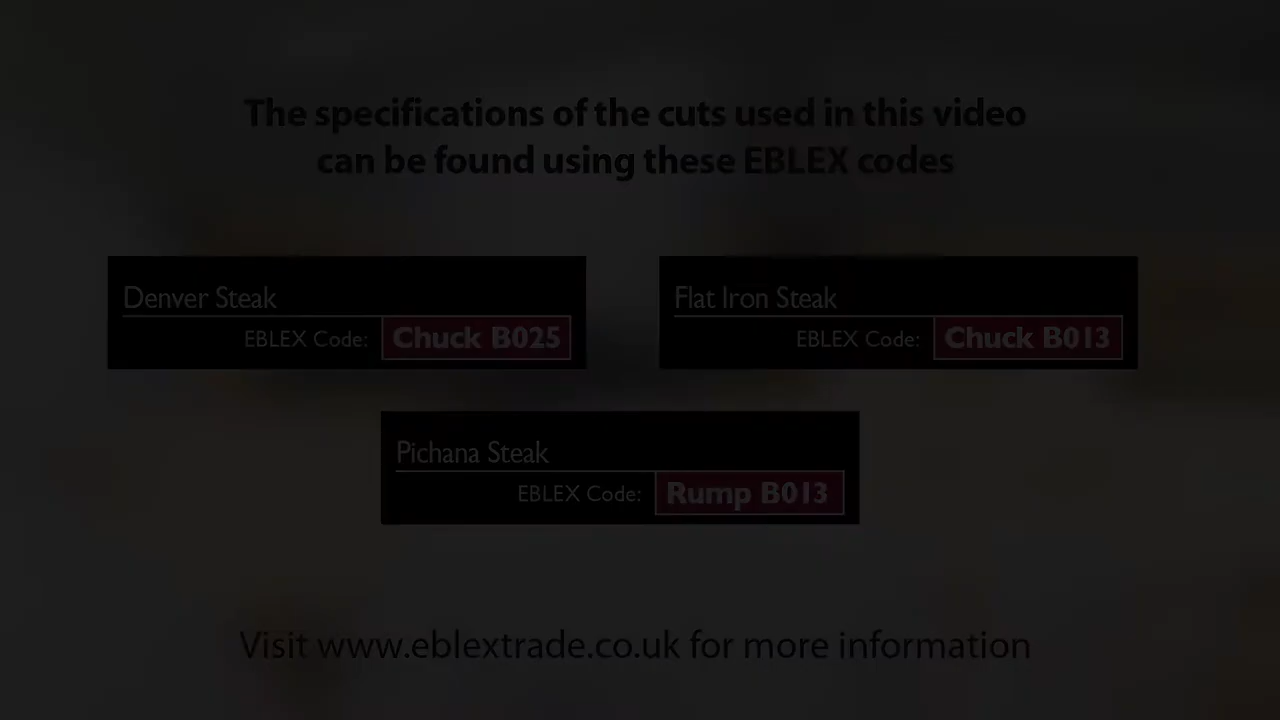 The specifications of the cuts used in this video
can be found using these EBLEX codes
Denver Steak
EBLEX Code: Chuck B025
Flat Iron Steak
EBLEX Code: Chuck B013
Pichana Steak
EBLEX Code: Rump B013
Visit www.eblextrade.co.uk for more information